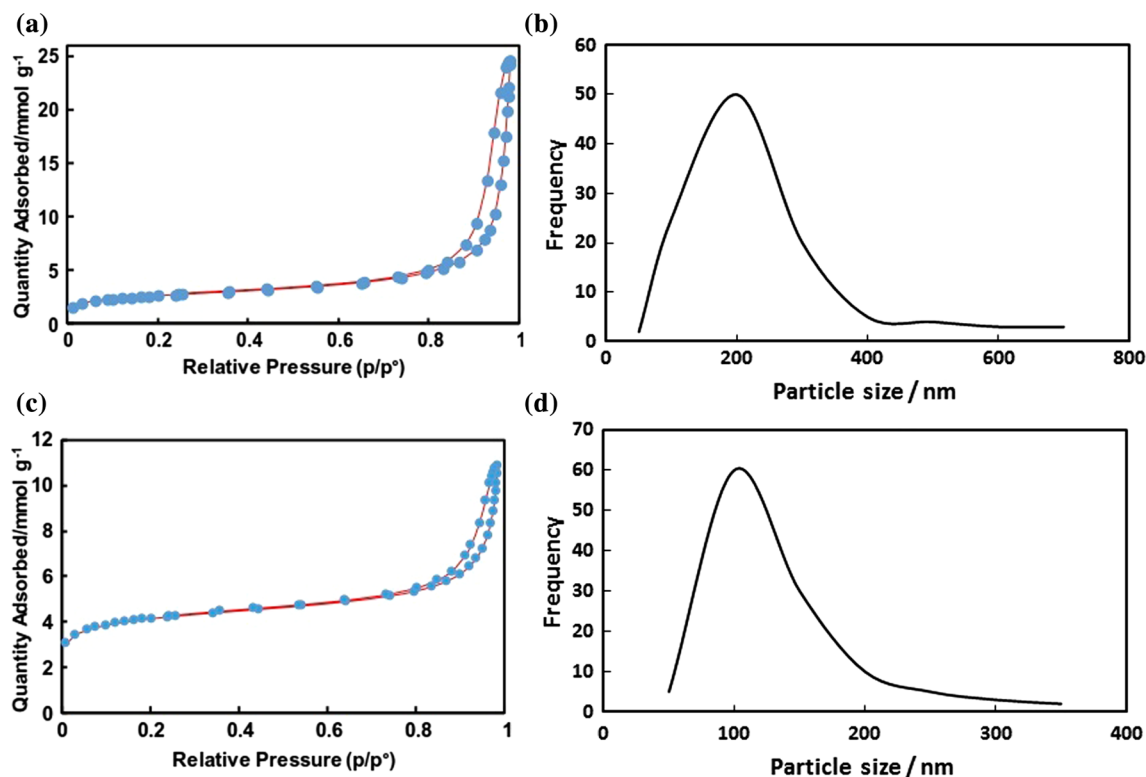 (a)
25
20
15
10
5
0
Quantity Adsorbed/mmol g⁻¹
0 0.2 0.4 0.6 0.8 1
Relative Pressure (p/p°)
(b)
60
50
40
30
20
10
0
Frequency
0 200 400 600 800
Particle size / nm
(c)
12
10
8
6
4
2
0
Quantity Adsorbed/mmol g⁻¹
0 0.2 0.4 0.6 0.8 1
Relative Pressure (p/p°)
(d)
70
60
50
40
30
20
10
0
Frequency
0 100 200 300 400
Particle size / nm